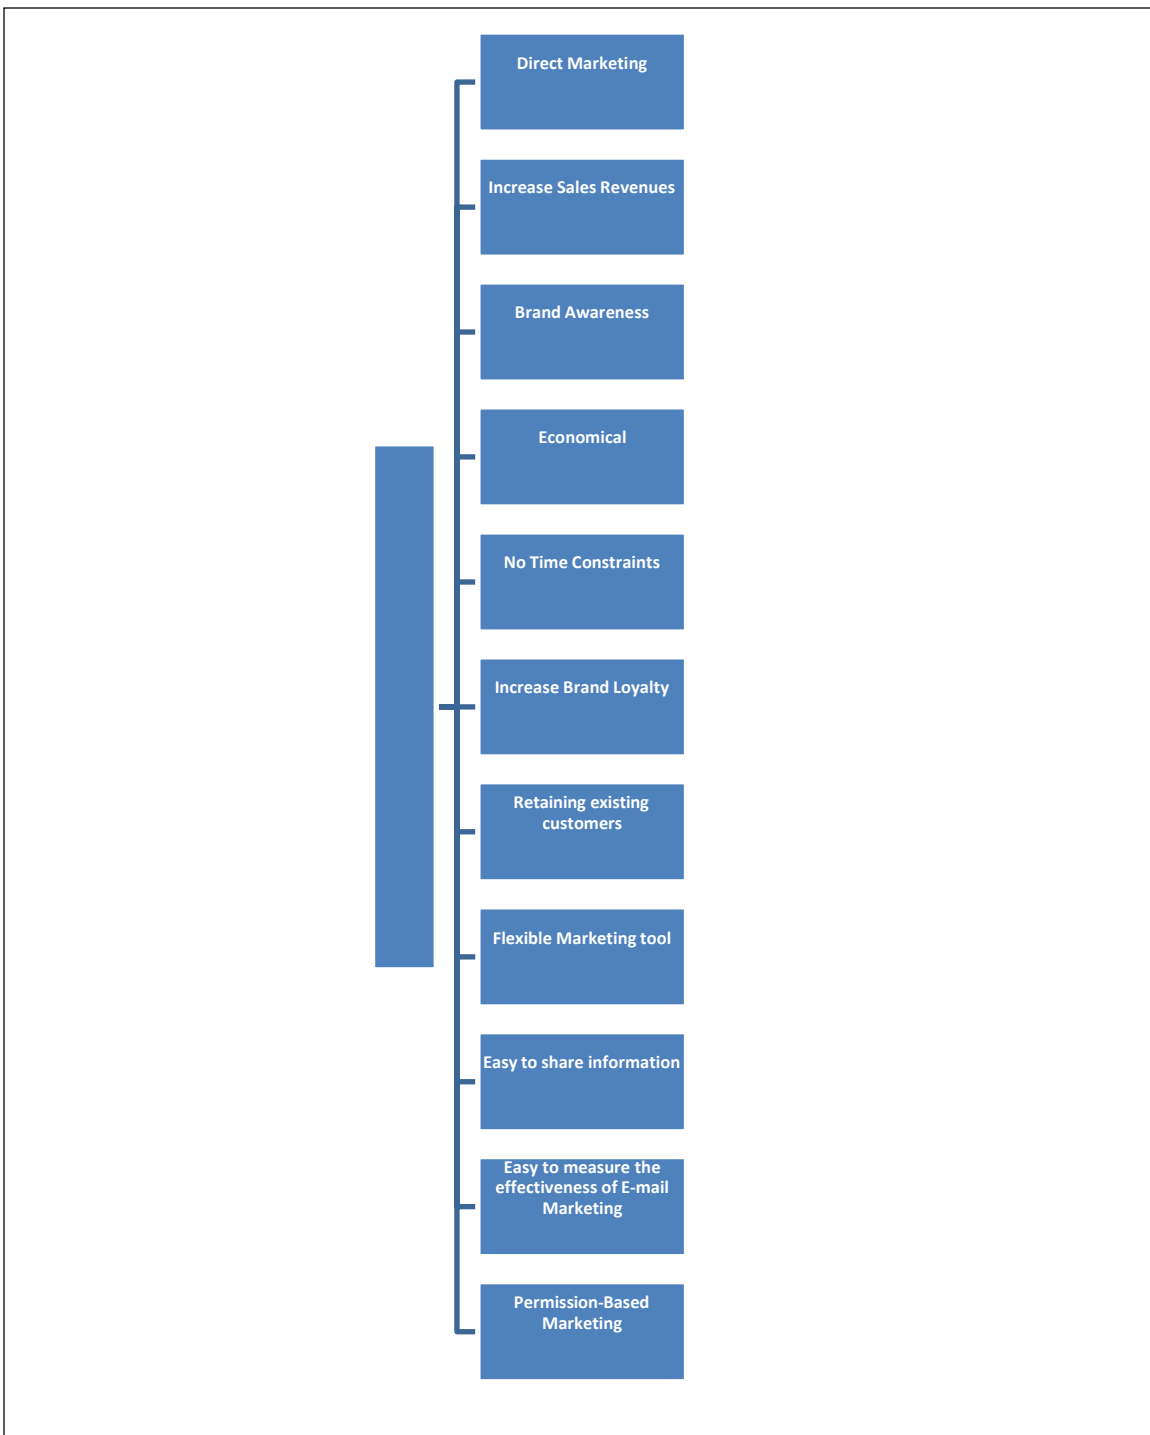 Direct Marketing
Increase Sales Revenues
Brand Awareness
Economical
No Time Constraints
Increase Brand Loyalty
Retaining existing
customers
Flexible Marketing tool
Easy to share information
Easy to measure the
effectiveness of E-mail
Marketing
Permission-Based
Marketing